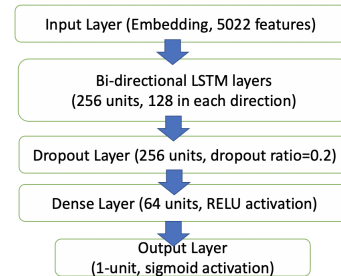 Input Layer (Embedding, 5022 features)
Bi-directional LSTM layers
(256 units, 128 in each direction)
Dropout Layer (256 units, dropout ratio=0.2)
Dense Layer (64 units, RELU activation)
Output Layer
(1-unit, sigmoid activation)